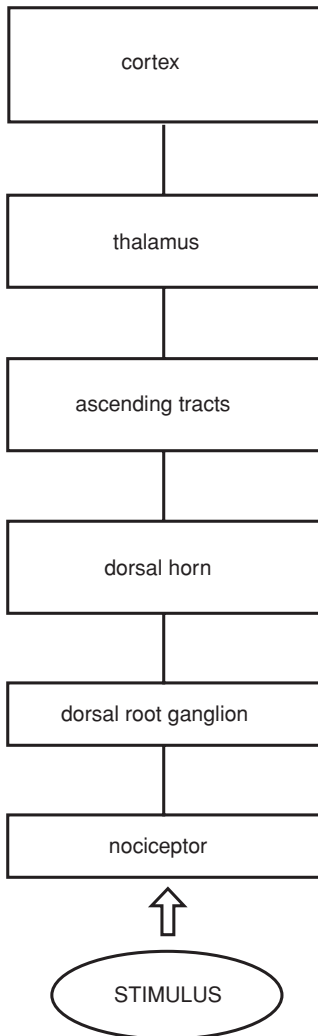 cortex
thalamus
ascending tracts
dorsal horn
dorsal root ganglion
nociceptor
STIMULUS